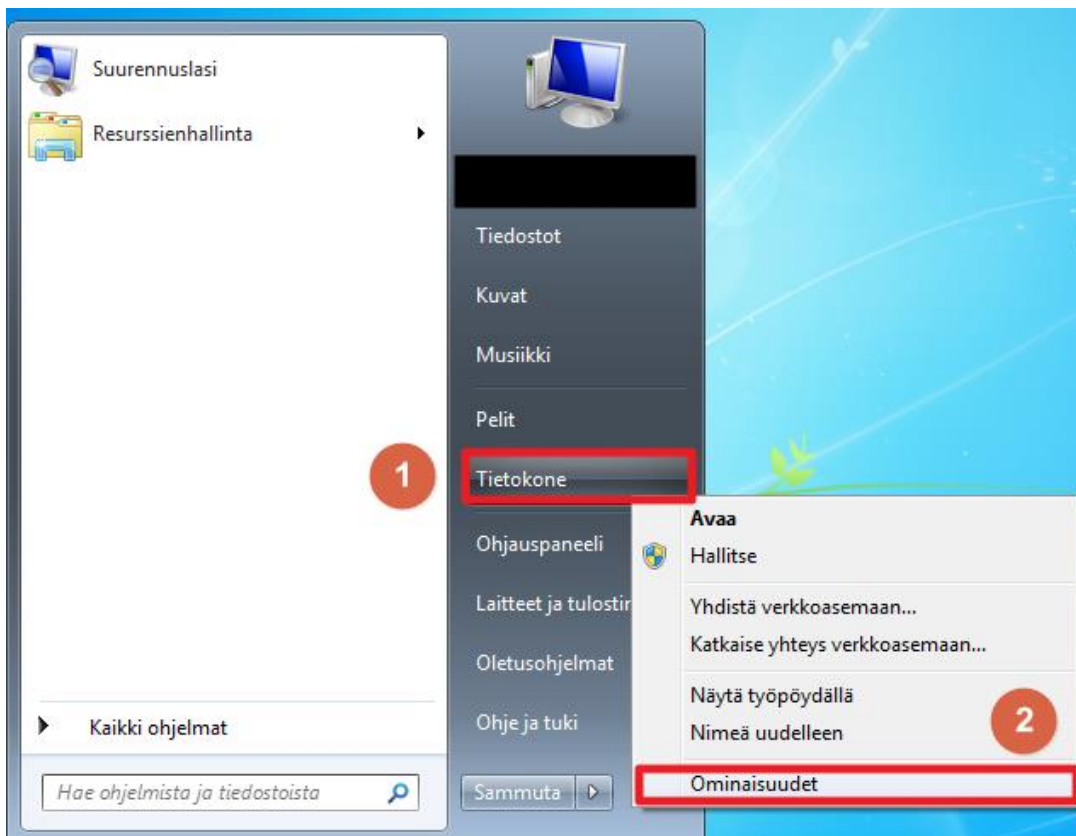 Suurennuslasi
Resurssienhallinta
Kaikki ohjelmat
Hae ohjelmista ja tiedostoista
Tiedostot
Kuvat
Musiikki
Pelit
1
Tietokone
Ohjauspaneeli
Laitteet ja tulostin
Oletusohjelmat
Ohje ja tuki
Sammuta
Avaa
Hallitse
Yhdistä verkkoasemaan...
Katkaise yhteys verkkoasemaan...
Näytä työpöydällä
Nimeä uudelleen
2
Ominaisuudet